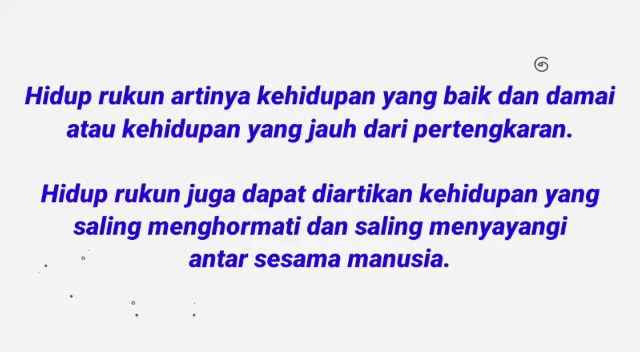 Hidup rukun artinya kehidupan yang baik dan damai
atau kehidupan yang jauh dari pertengkaran.
Hidup rukun juga dapat diartikan kehidupan yang
saling menghormati dan saling menyayangi
antar sesama manusia.